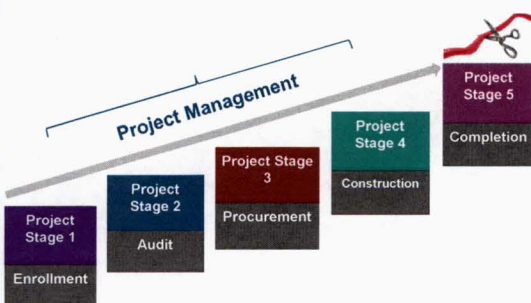 Project Management
Project
Stage 1
Enrollment
Project
Stage 2
Audit
Project Stage
3
Procurement
Project
Stage 4
Construction
Project
Stage 5
Completion